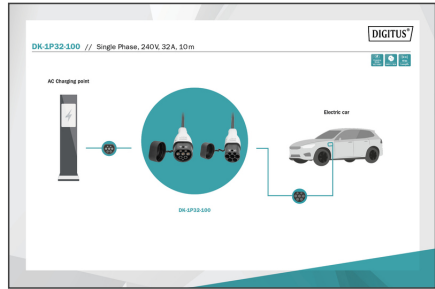 DIGITUS®
DK-1P32-100 // Single Phase, 240V, 32A, 10m
AC Charging point
Electric car
DK-1P32-100